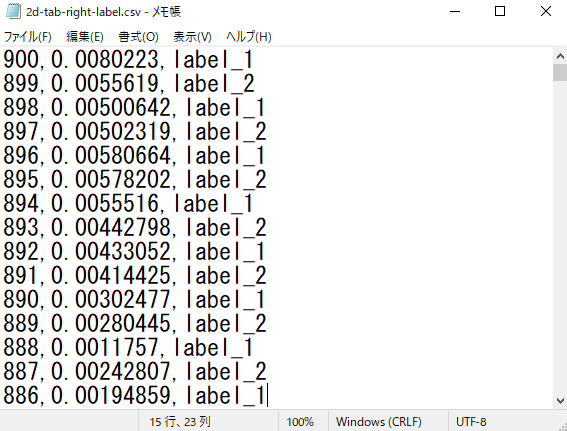 2d-tab-right-label.csv - メモ帳
ファイル(F) 編集(E) 書式(O) 表示(V) ヘルプ(H)
900,0.0080223,label_1
899,0.0055619,label_2
898,0.00500642,label_1
897,0.00502319,label_2
896,0.00580664,label_1
895,0.00578202,label_2
894,0.0055516,label_1
893,0.00442798,label_2
892,0.00433052,label_1
891,0.00414425,label_2
890,0.00302477,label_1
889,0.00280445,label_2
888,0.0011757,label_1
887,0.00242807,label_2
886,0.00194859,label_1
15 行、23 列 100% Windows (CRLF) UTF-8